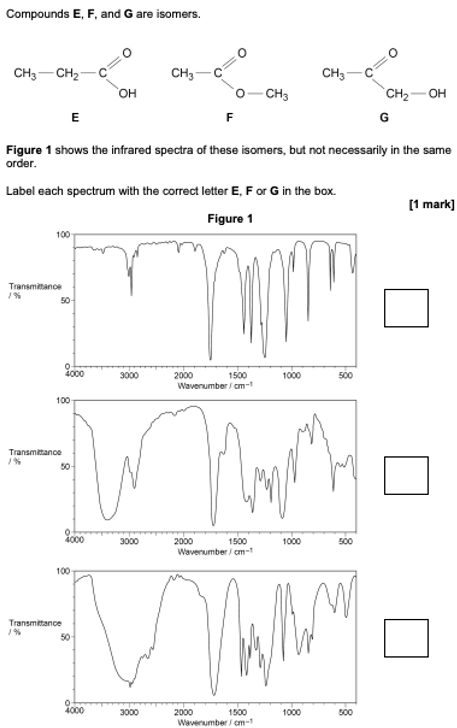 Compounds E, F, and G are isomers.
CH3—CH2—C
O
OH
CH3—C
O
O—CH3
CH3—C
O
CH2—OH
E
F
G
Figure 1 shows the infrared spectra of these isomers, but not necessarily in the same
order.
Label each spectrum with the correct letter E, F or G in the box.
[1 mark]
Figure 1
100
Transmittance
/ %
50
0
4000
3000
2000
1500
1000
500
Wavenumber / cm⁻¹
100
Transmittance
/ %
50
0
4000
3000
2000
1500
1000
500
Wavenumber / cm⁻¹
100
Transmittance
/ %
50
0
4000
3000
2000
1500
1000
500
Wavenumber / cm⁻¹